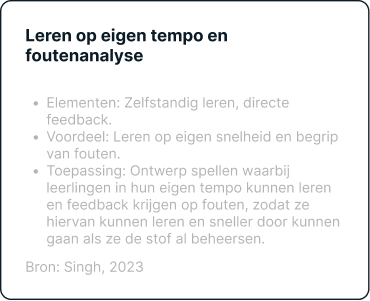 Leren op eigen tempo en
foutenanalyse
• Elementen: Zelfstandig leren, directe
feedback.
• Voordeel: Leren op eigen snelheid en begrip
van fouten.
• Toepassing: Ontwerp spellen waarbij
leerlingen in hun eigen tempo kunnen leren
en feedback krijgen op fouten, zodat ze
hiervan kunnen leren en sneller door kunnen
gaan als ze de stof al beheersen.
Bron: Singh, 2023